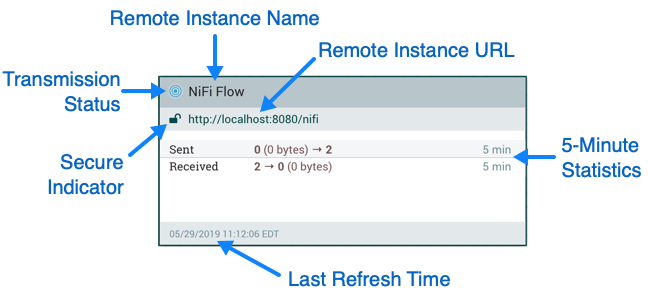 Remote Instance Name
Remote Instance URL
Transmission
Status
NiFi Flow
http://localhost:8080/nifi
Secure
Indicator
Sent 0 (0 bytes) → 2 5 min
Received 2 → 0 (0 bytes) 5 min
5-Minute
Statistics
05/29/2019 11:12:06 EDT
Last Refresh Time